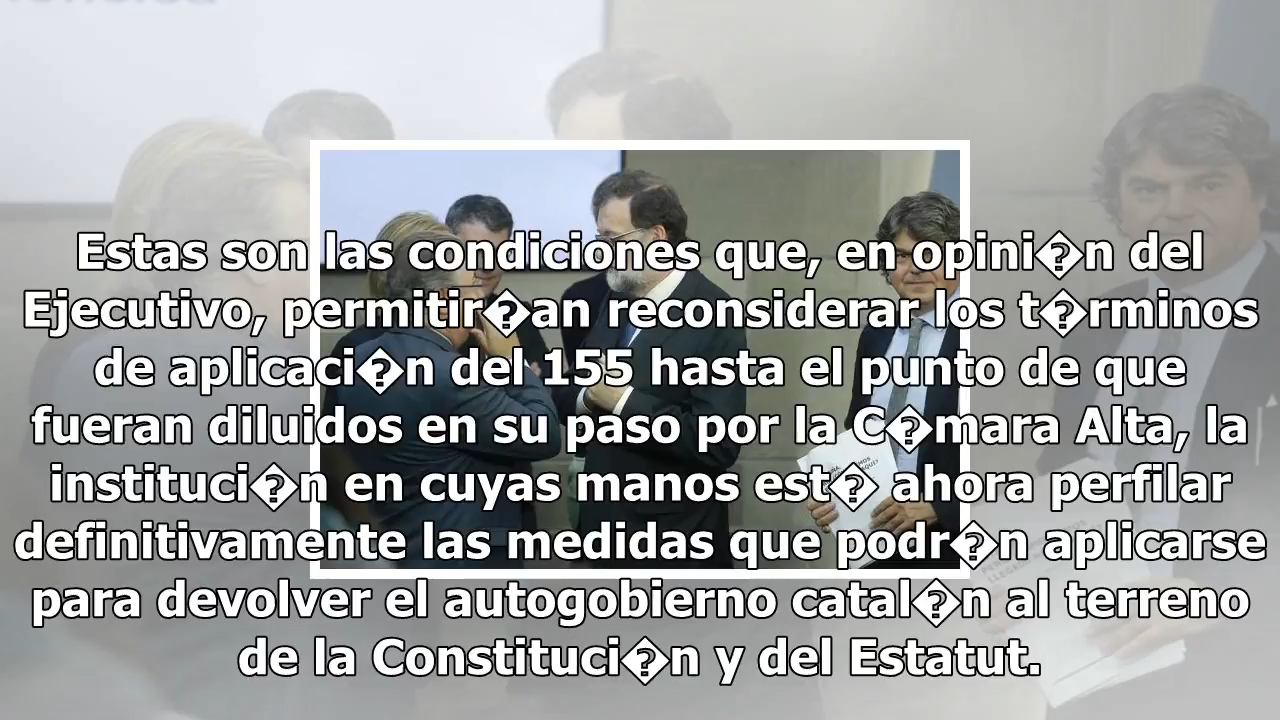 Estas son las condiciones que, en opini�n del
Ejecutivo, permitir�an reconsiderar los t�rminos
de aplicaci�n del 155 hasta el punto de que
fueran diluidos en su paso por la C�mara Alta, la
instituci�n en cuyas manos est� ahora perfilar
definitivamente las medidas que podr�n aplicarse
para devolver el autogobierno catal�n al terreno
de la Constituci�n y del Estatut.